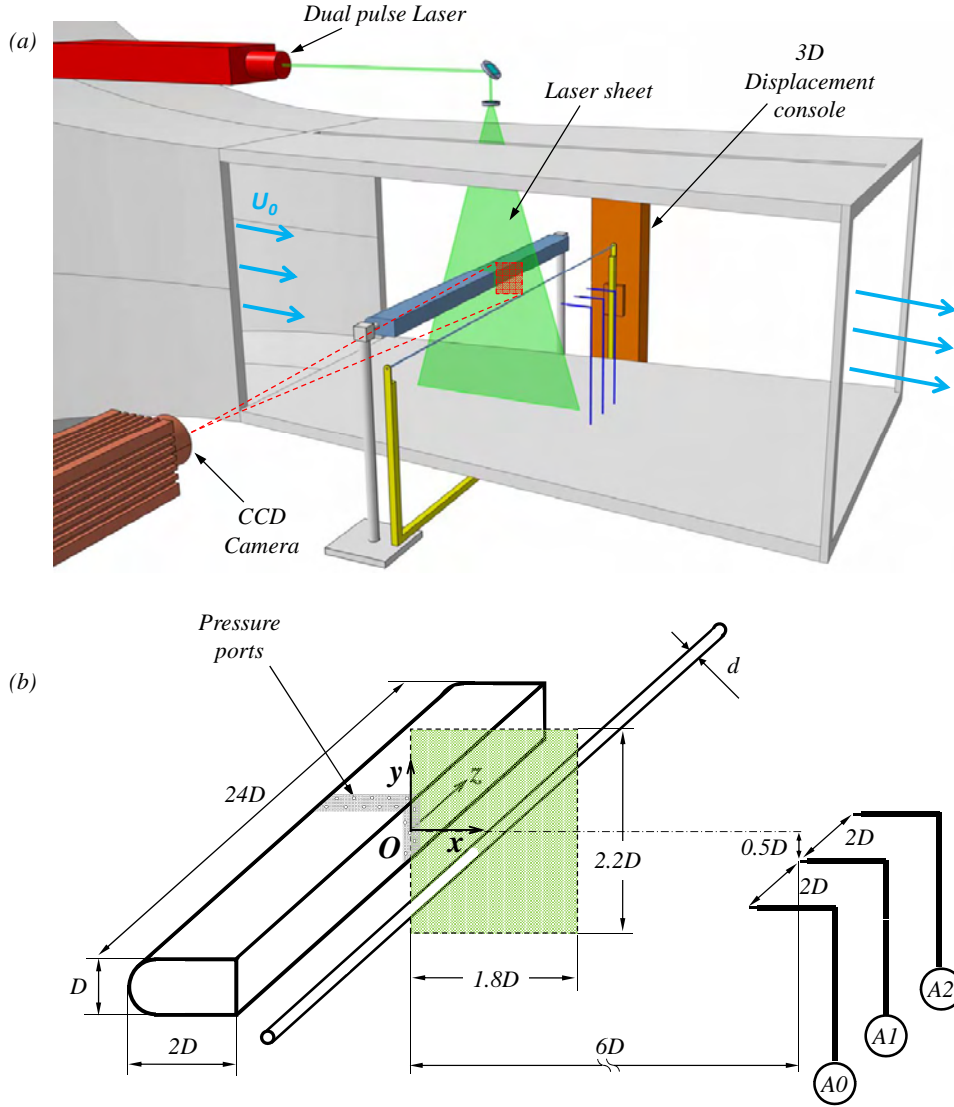 Dual pulse Laser
(a)
3D
Displacement
console
Laser sheet
U0
CCD
Camera
Pressure
ports
(b)
d
24D
y
z
O
x
2.2D
0.5D
2D
2D
D
1.8D
2D
6D
A2
A1
A0